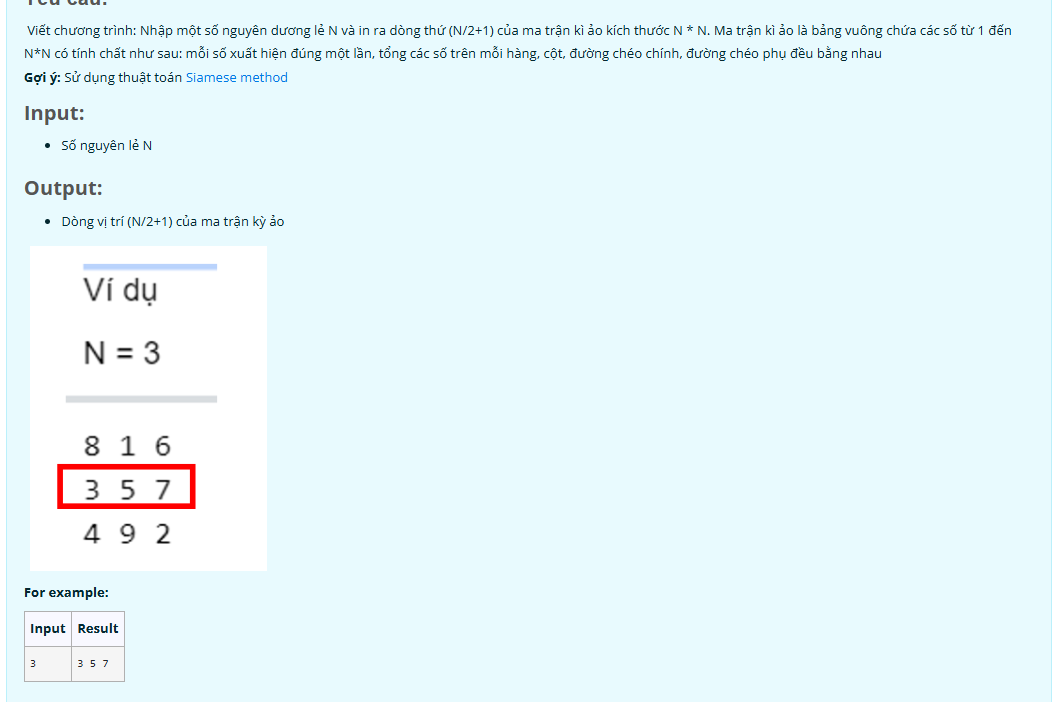 Yêu cầu:
Viết chương trình: Nhập một số nguyên dương lẻ N và in ra dòng thứ (N/2+1) của ma trận kì ảo kích thước N * N. Ma trận kì ảo là bảng vuông chứa các số từ 1 đến
N*N có tính chất như sau: mỗi số xuất hiện đúng một lần, tổng các số trên mỗi hàng, cột, đường chéo chính, đường chéo phụ đều bằng nhau
Gợi ý: Sử dụng thuật toán Siamese method
Input:
Số nguyên lẻ N
Output:
Dòng vị trí (N/2+1) của ma trận kỳ ảo
Ví dụ
N = 3
8 1 6
3 5 7
4 9 2
For example:
Input Result
3 3 5 7